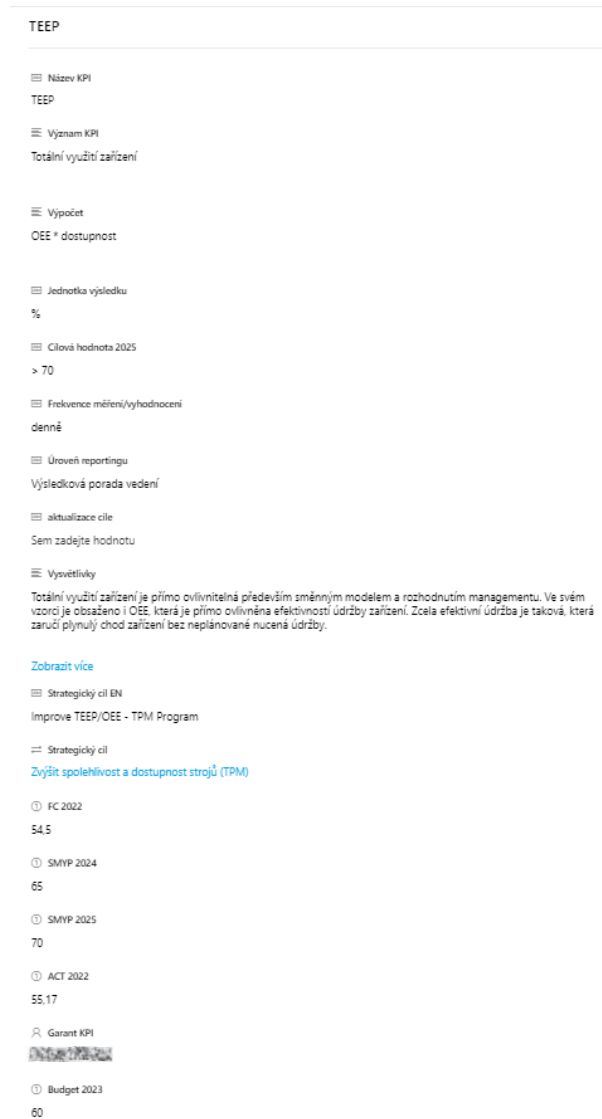 TEEP
Název KPI
TEEP
Význam KPI
Totální využití zařízení
Výpočet
OEE * dostupnost
Jednotka výsledku
%
Cílová hodnota 2025
> 70
Frekvence měření/vyhodnocení
denně
Úroveň reportingu
Výsledková porada vedení
aktualizace cíle
Sem zadejte hodnotu
Vysvětlivky
Totální využití zařízení je přímo ovlivnitelná především směnným modelem a rozhodnutím managementu. Ve svém
vzorci je obsaženo i OEE, která je přímo ovlivněna efektivností údržby zařízení. Zcela efektivní údržba je taková, která
zaručí plynulý chod zařízení bez neplánované nucená údržby.
Zobrazit více
Strategický cíl EN
Improve TEEP/OEE - TPM Program
Strategický cíl
Zvýšit spolehlivost a dostupnost strojů (TPM)
FC 2022
54,5
SMYP 2024
65
SMYP 2025
70
ACT 2022
55,17
Garant KPI
Budget 2023
60